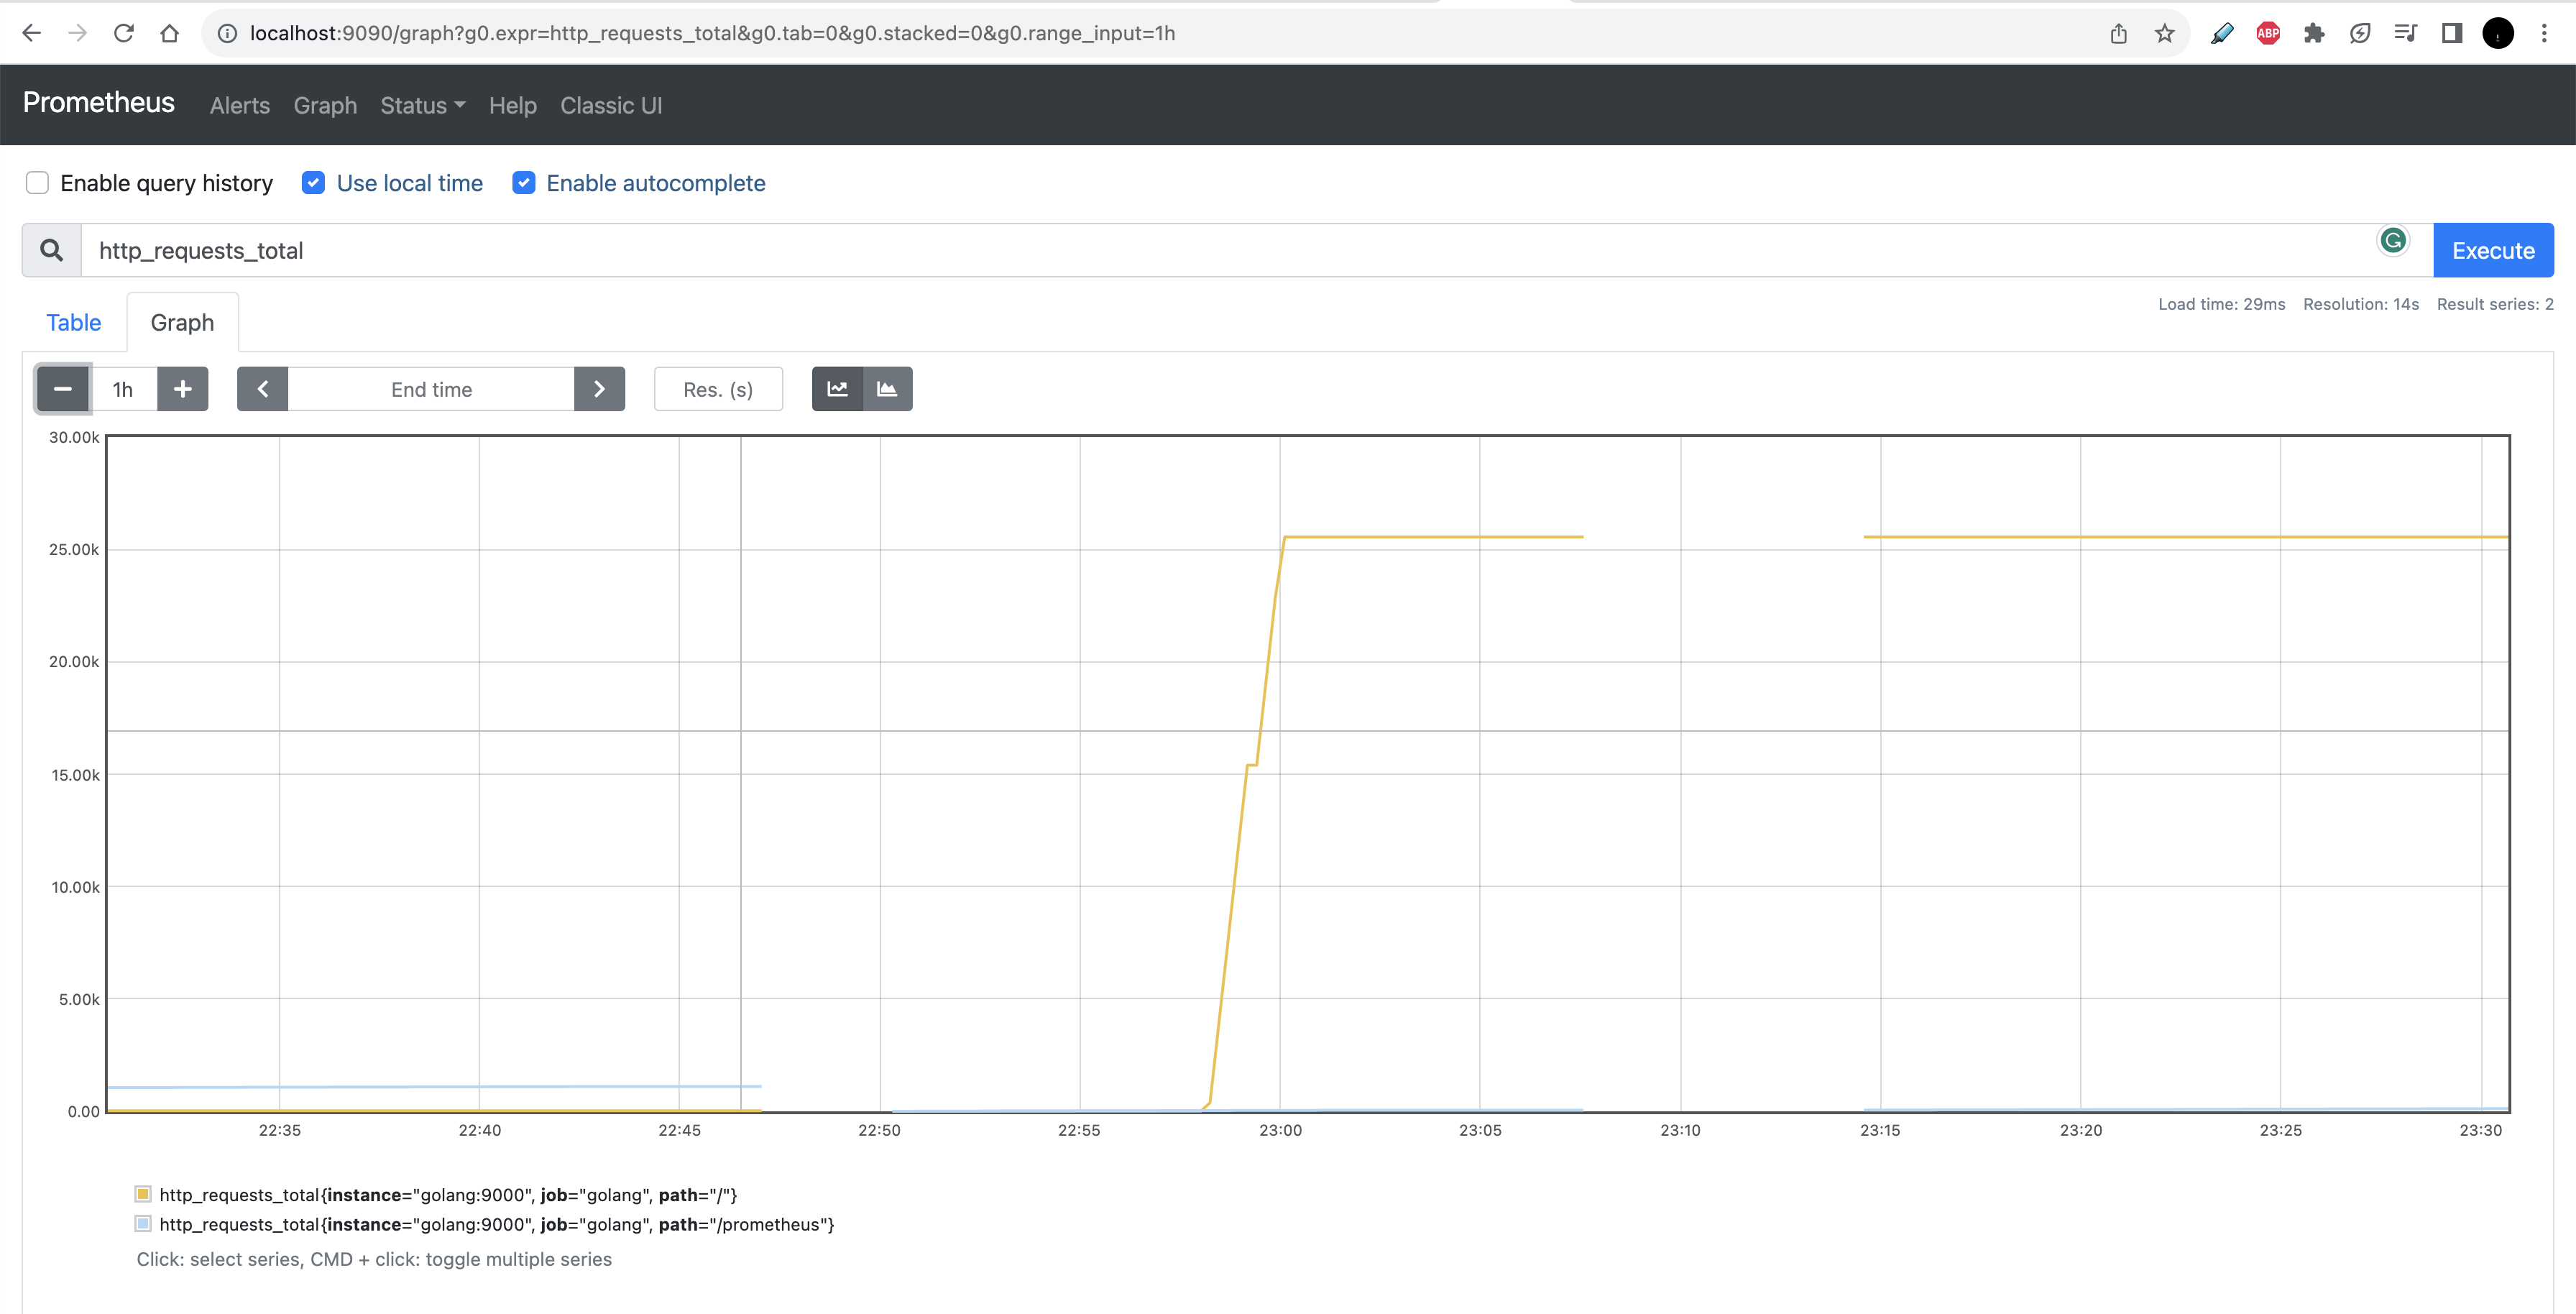 localhost:9090/graph?g0.expr=http_requests_total&g0.tab=0&g0.stacked=0&g0.range_input=1h
ABP
Prometheus Alerts Graph Status Help Classic UI
Enable query history Use local time Enable autocomplete
http_requests_total
Execute
Table Graph
Load time: 29ms Resolution: 14s Result series: 2
1h End time Res. (s)
30.00k
25.00k
20.00k
15.00k
10.00k
5.00k
0.00
22:35 22:40 22:45 22:50 22:55 23:00 23:05 23:10 23:15 23:20 23:25 23:30
http_requests_total{instance="golang:9000", job="golang", path="/"}
http_requests_total{instance="golang:9000", job="golang", path="/prometheus"}
Click: select series, CMD + click: toggle multiple series